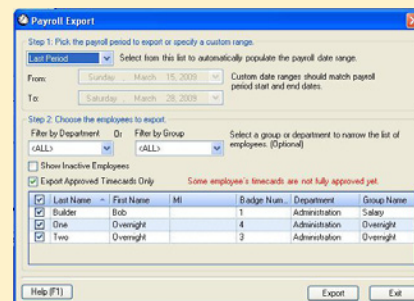 Payroll Export
Step 1: Pick the payroll period to export or specify a custom range.
Last Period Select from this list to automatically populate the payroll date range.
From: Sunday , March 15, 2009 Custom date ranges should match payroll
period start and end dates.
To: Saturday , March 28, 2009
Step 2: Choose the employees to export.
Filter by Department Or Filter by Group Select a group or department to narrow the list of
employees. (Optional)
<ALL> <ALL>
Show Inactive Employees
Export Approved Timecards Only Some employee's timecards are not fully approved yet.
Last Name First Name MI Badge Num... Department Group Name
Builder Bob 1 Administration Salary
One Overnight 4 Administration Overnight
Two Overnight 3 Administration Overnight
Help (F1) Export Exit